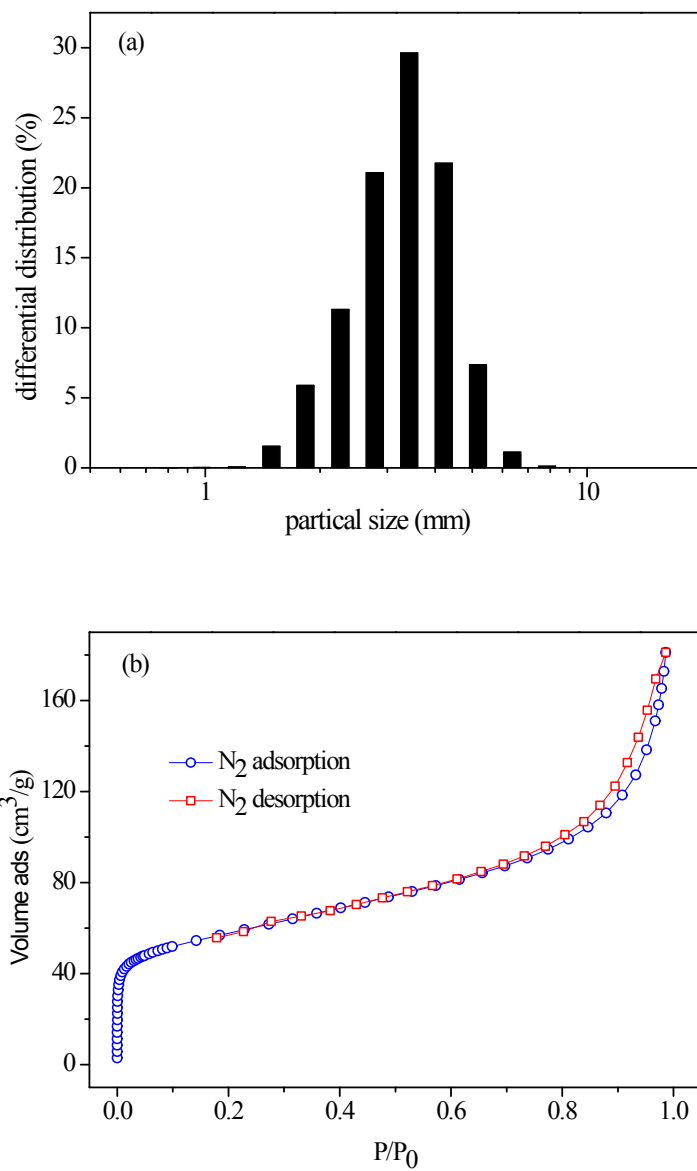 (a)
differential distribution (%)
30
25
20
15
10
5
0
1
10
partical size (mm)
(b)
Volume ads (cm³/g)
160
120
80
40
0
N₂ adsorption
N₂ desorption
0.0 0.2 0.4 0.6 0.8 1.0
P/P₀